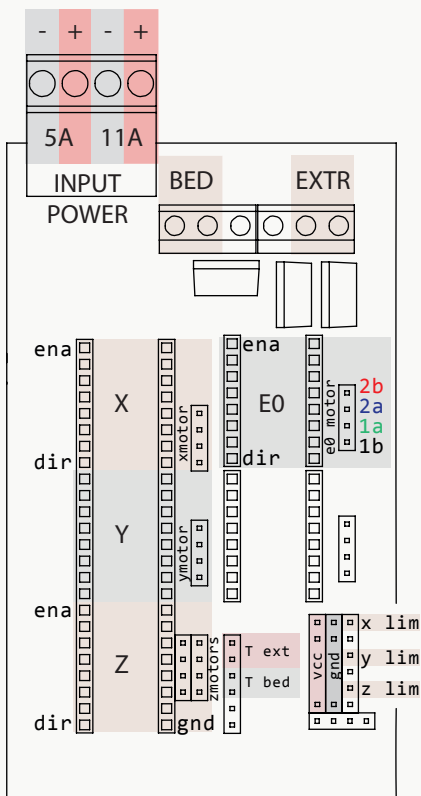 - + - +
5A 11A
INPUT
POWER
BED
EXTR
ena
X
dir
xmotor
ena
E0
dir
e0 motor
2b
2a
1a
1b
Y
ymotor
ena
Z
dir
gnd
zmotors
T ext
T bed
vcc
gnd
x lim
y lim
z lim